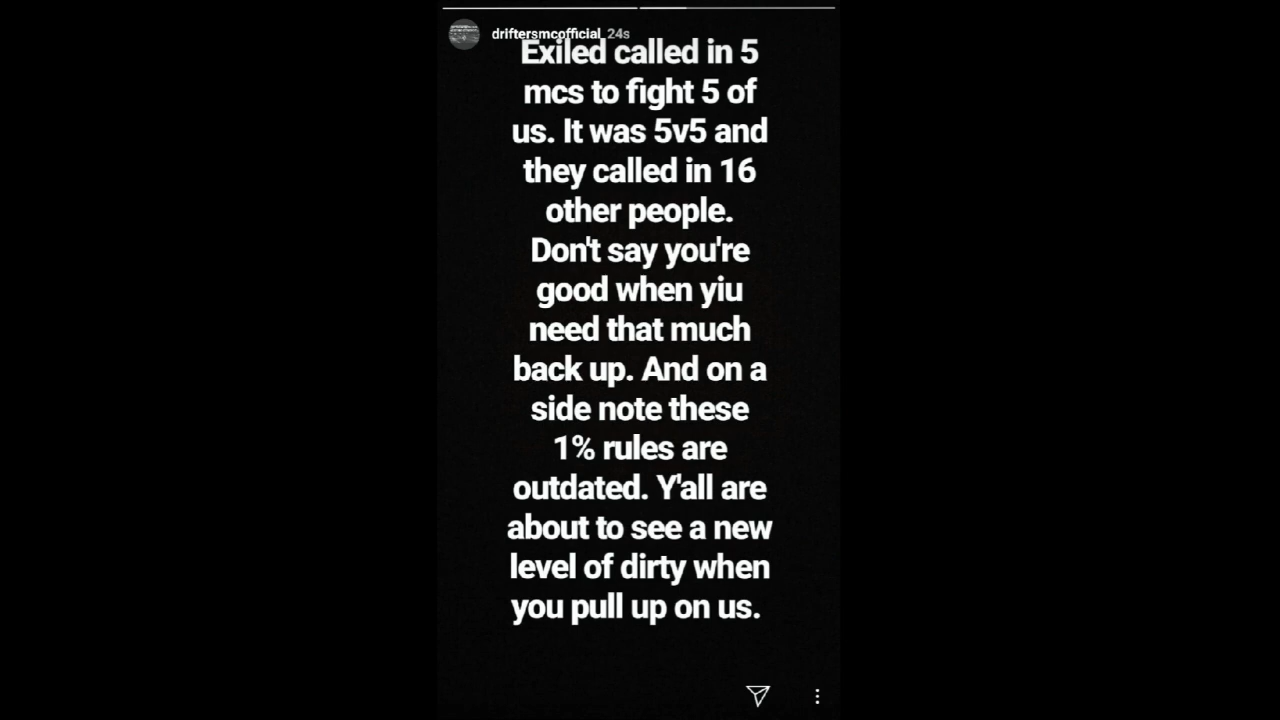 driftersmcofficial 24s
Exiled called in 5
mcs to fight 5 of
us. It was 5v5 and
they called in 16
other people.
Don't say you're
good when yiu
need that much
back up. And on a
side note these
1% rules are
outdated. Y'all are
about to see a new
level of dirty when
you pull up on us.